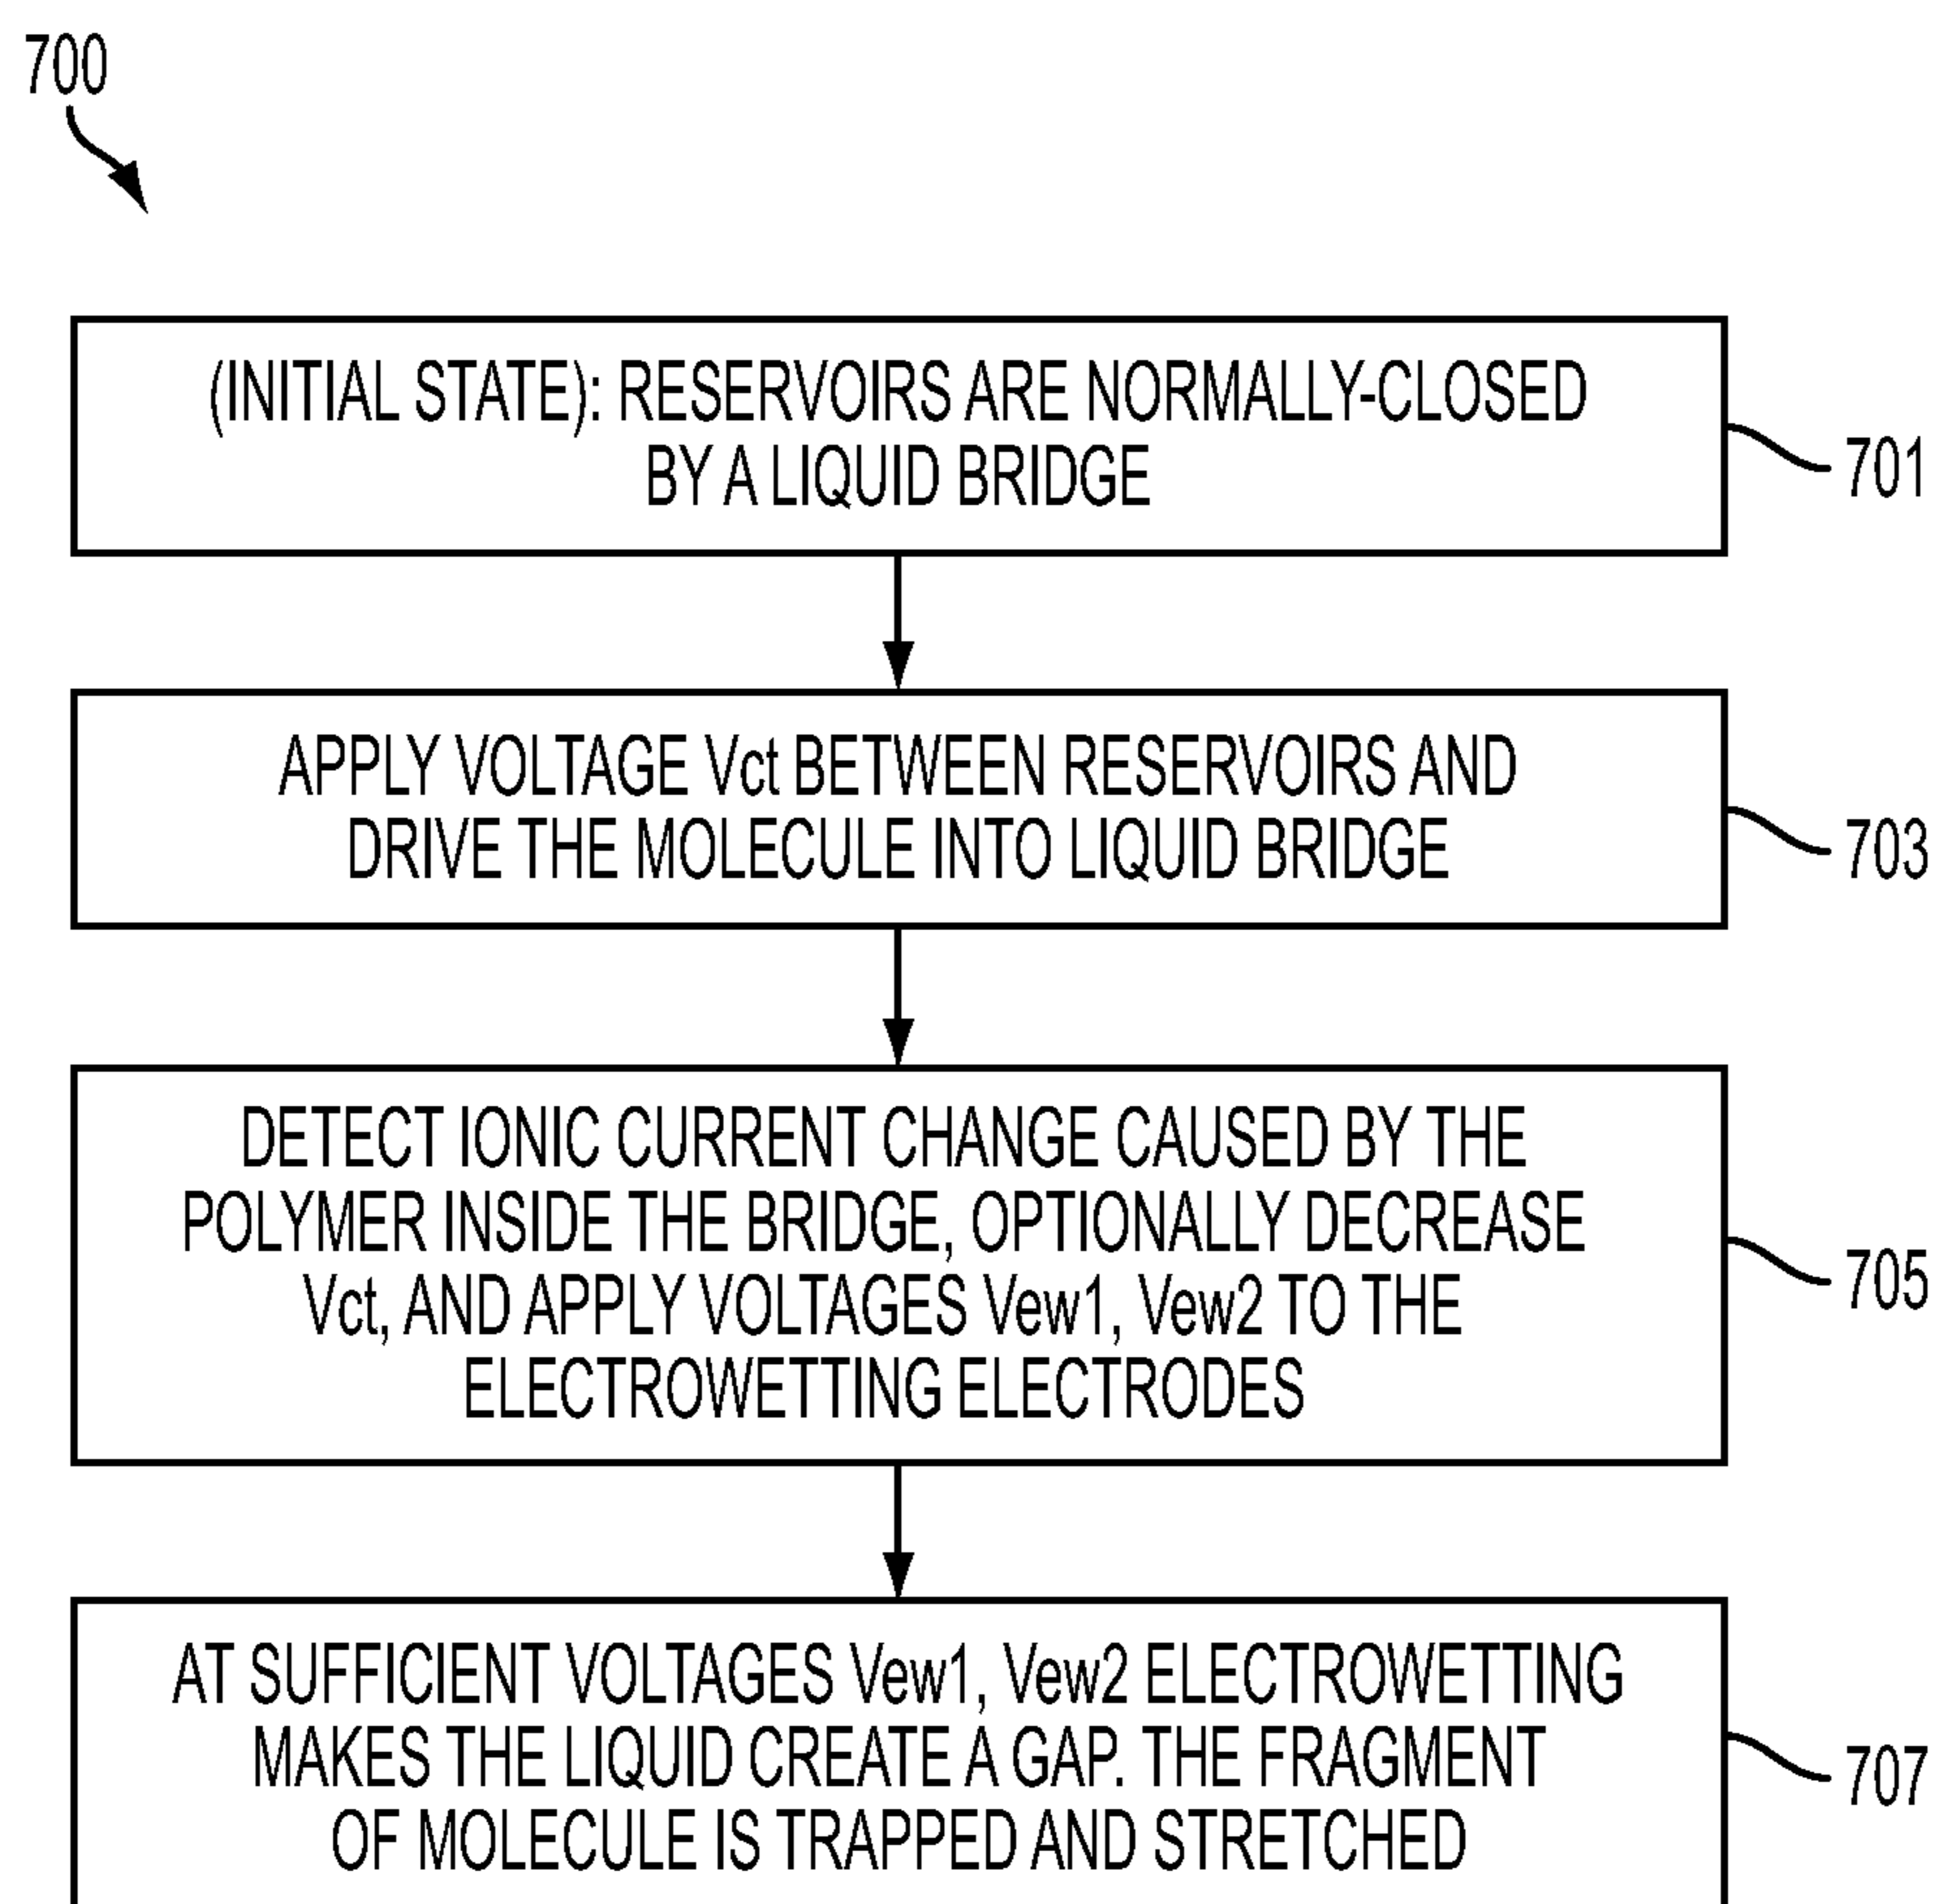 700
(INITIAL STATE): RESERVOIRS ARE NORMALLY-CLOSED
BY A LIQUID BRIDGE
701
APPLY VOLTAGE Vct BETWEEN RESERVOIRS AND
DRIVE THE MOLECULE INTO LIQUID BRIDGE
703
DETECT IONIC CURRENT CHANGE CAUSED BY THE
POLYMER INSIDE THE BRIDGE, OPTIONALLY DECREASE
Vct, AND APPLY VOLTAGES Vew1, Vew2 TO THE
ELECTROWETTING ELECTRODES
705
AT SUFFICIENT VOLTAGES Vew1, Vew2 ELECTROWETTING
MAKES THE LIQUID CREATE A GAP. THE FRAGMENT
OF MOLECULE IS TRAPPED AND STRETCHED
707